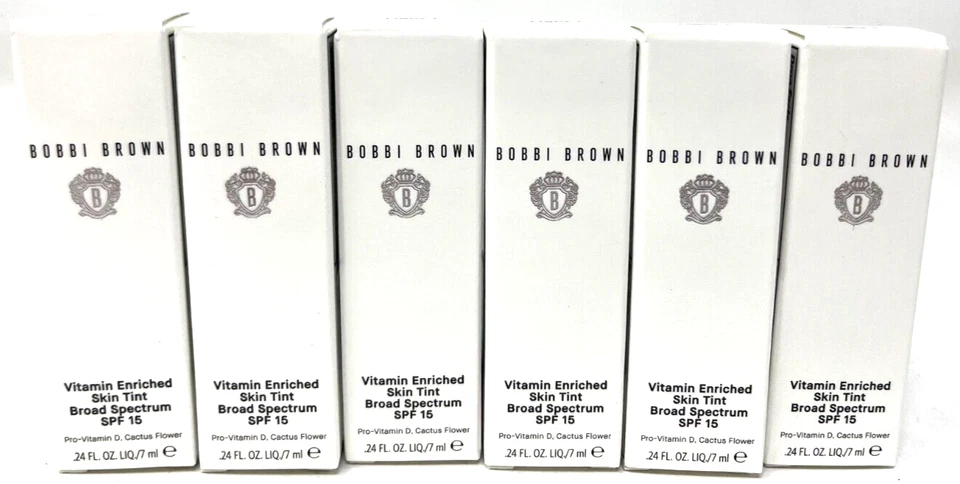 BOBBI BROWN
B
Vitamin Enriched
Skin Tint
Broad Spectrum
SPF 15
Pro-Vitamin D, Cactus Flower
.24 FL. OZ. LIQ./7 ml ℮
BOBBI BROWN
B
Vitamin Enriched
Skin Tint
Broad Spectrum
SPF 15
Pro-Vitamin D, Cactus Flower
.24 FL. OZ. LIQ./7 ml ℮
BOBBI BROWN
B
Vitamin Enriched
Skin Tint
Broad Spectrum
SPF 15
Pro-Vitamin D, Cactus Flower
.24 FL. OZ. LIQ./7 ml ℮
BOBBI BROWN
B
Vitamin Enriched
Skin Tint
Broad Spectrum
SPF 15
Pro-Vitamin D, Cactus Flower
.24 FL. OZ. LIQ./7 ml ℮
BOBBI BROWN
B
Vitamin Enriched
Skin Tint
Broad Spectrum
SPF 15
Pro-Vitamin D, Cactus Flower
.24 FL. OZ. LIQ./7 ml ℮
BOBBI BROWN
B
Vitamin Enriched
Skin Tint
Broad Spectrum
SPF 15
Pro-Vitamin D, Cactus Flower
.24 FL. OZ. LIQ./7 ml ℮